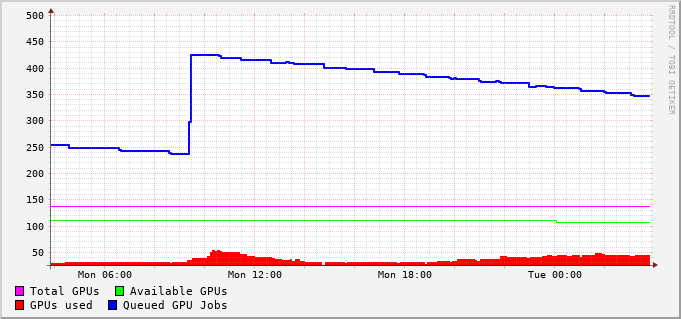 500
450
400
350
300
250
200
150
100
50
Mon 06:00 Mon 12:00 Mon 18:00 Tue 00:00
Total GPUs Available GPUs
GPUs used Queued GPU Jobs
RRDTOOL / TOBI OETIKER